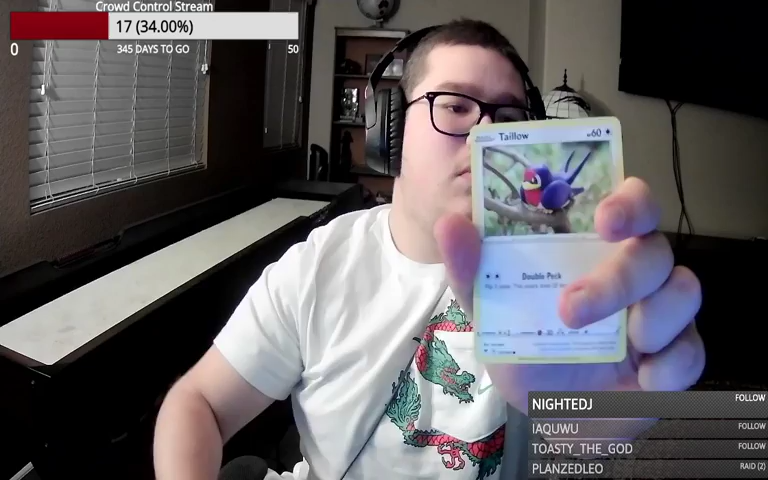 Crowd Control Stream
17 (34.00%)
0 345 DAYS TO GO 50
Taillow 60
Double Peck
NIGHTEDJ FOLLOW
IAQUWU FOLLOW
TOASTY_THE_GOD FOLLOW
PLANZEDLEO RAID (2)